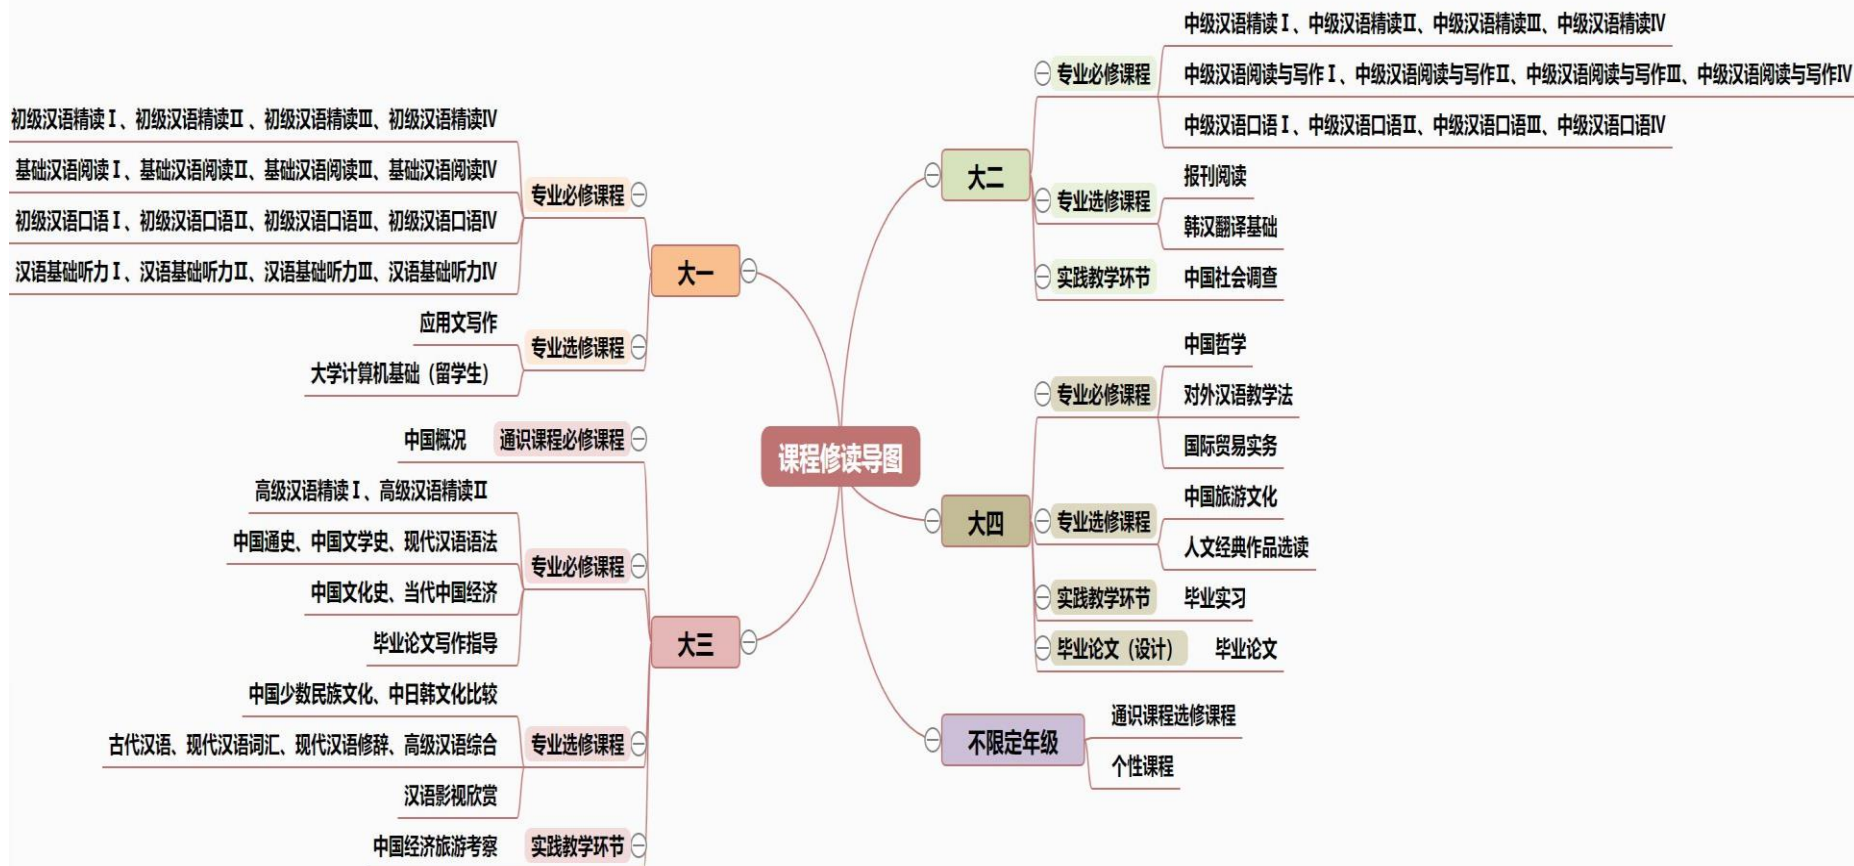 课程修读导图
大一
专业必修课程
初级汉语精读Ⅰ、初级汉语精读Ⅱ、初级汉语精读Ⅲ、初级汉语精读Ⅳ
基础汉语阅读Ⅰ、基础汉语阅读Ⅱ、基础汉语阅读Ⅲ、基础汉语阅读Ⅳ
初级汉语口语Ⅰ、初级汉语口语Ⅱ、初级汉语口语Ⅲ、初级汉语口语Ⅳ
汉语基础听力Ⅰ、汉语基础听力Ⅱ、汉语基础听力Ⅲ、汉语基础听力Ⅳ
专业选修课程
应用文写作
大学计算机基础（留学生）
大二
专业必修课程
中级汉语精读Ⅰ、中级汉语精读Ⅱ、中级汉语精读Ⅲ、中级汉语精读Ⅳ
中级汉语阅读与写作Ⅰ、中级汉语阅读与写作Ⅱ、中级汉语阅读与写作Ⅲ、中级汉语阅读与写作Ⅳ
中级汉语口语Ⅰ、中级汉语口语Ⅱ、中级汉语口语Ⅲ、中级汉语口语Ⅳ
专业选修课程
报刊阅读
韩汉翻译基础
实践教学环节
中国社会调查
大三
通识课程必修课程
中国概况
专业必修课程
高级汉语精读Ⅰ、高级汉语精读Ⅱ
中国通史、中国文学史、现代汉语语法
中国文化史、当代中国经济
毕业论文写作指导
专业选修课程
中国少数民族文化、中日韩文化比较
古代汉语、现代汉语词汇、现代汉语修辞、高级汉语综合
汉语影视欣赏
实践教学环节
中国经济旅游考察
大四
专业必修课程
中国哲学
对外汉语教学法
国际贸易实务
专业选修课程
中国旅游文化
人文经典作品选读
实践教学环节
毕业实习
毕业论文（设计）
毕业论文
不限定年级
通识课程选修课程
个性课程